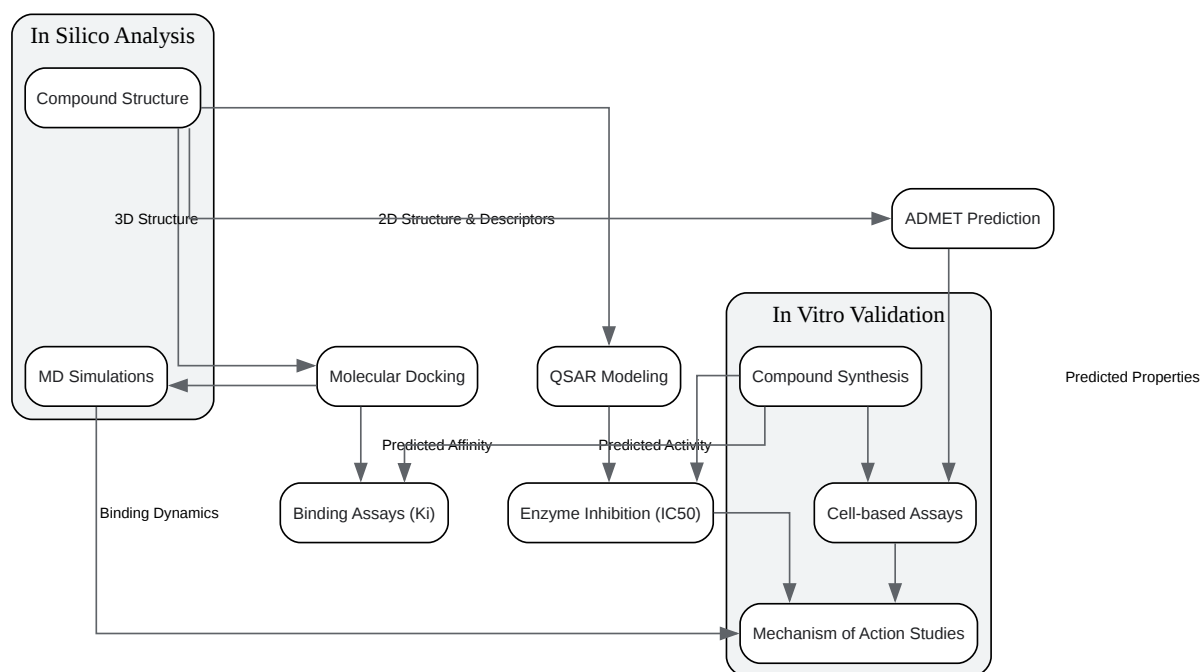 In Silico Analysis
Compound Structure
3D Structure
2D Structure & Descriptors
ADMET Prediction
In Vitro Validation
MD Simulations
Molecular Docking
QSAR Modeling
Compound Synthesis
Predicted Properties
Predicted Affinity
Predicted Activity
Binding Dynamics
Binding Assays (Ki)
Enzyme Inhibition (IC50)
Cell-based Assays
Mechanism of Action Studies